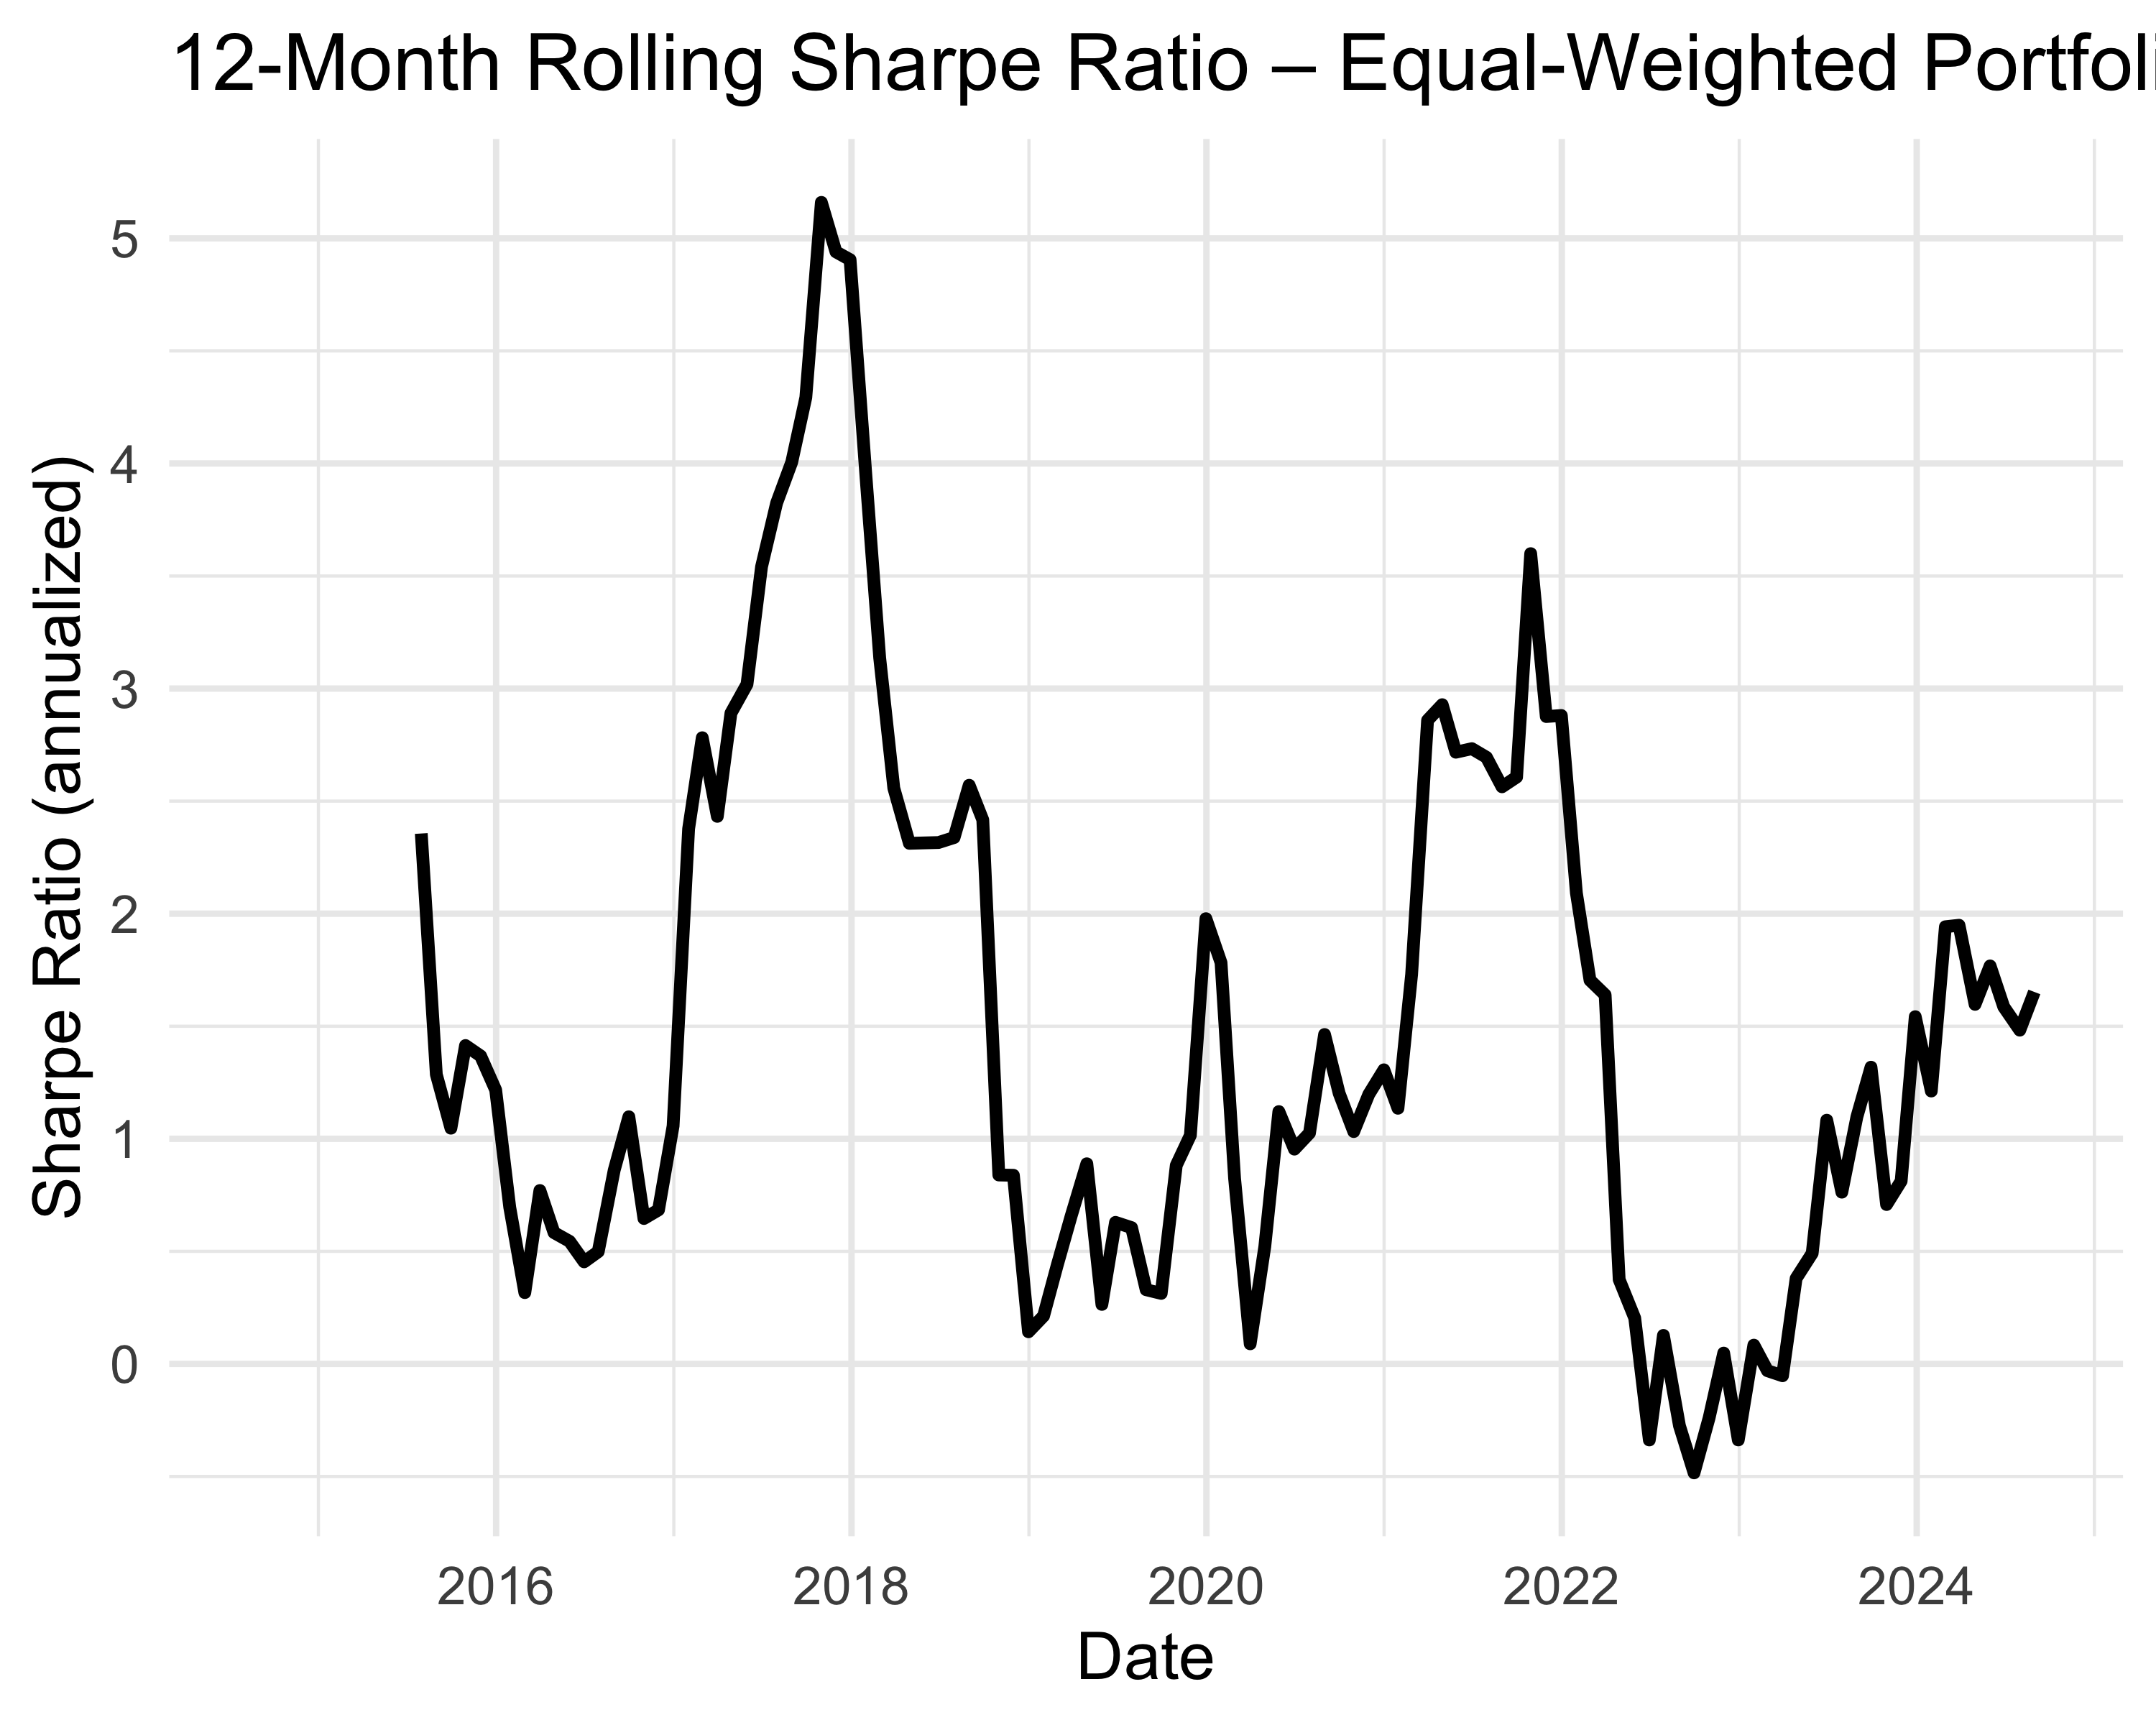 12-Month Rolling Sharpe Ratio – Equal-Weighted Portfoli
Sharpe Ratio (annualized)
5
4
3
2
1
0
2016 2018 2020 2022 2024
Date